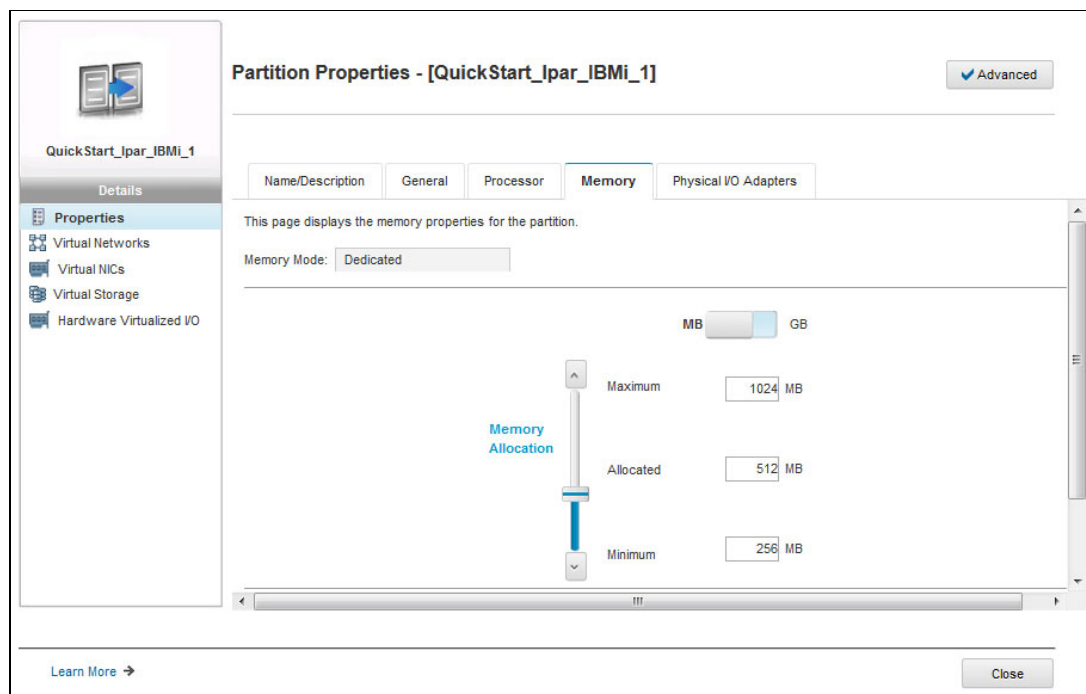 Partition Properties - [QuickStart_lpar_IBMi_1]
Advanced
QuickStart_lpar_IBMi_1
Details
Properties
Virtual Networks
Virtual NICs
Virtual Storage
Hardware Virtualized I/O
Name/Description General Processor Memory Physical I/O Adapters
This page displays the memory properties for the partition.
Memory Mode: Dedicated
MB GB
Memory
Allocation
Maximum 1024 MB
Allocated 512 MB
Minimum 256 MB
Learn More
Close